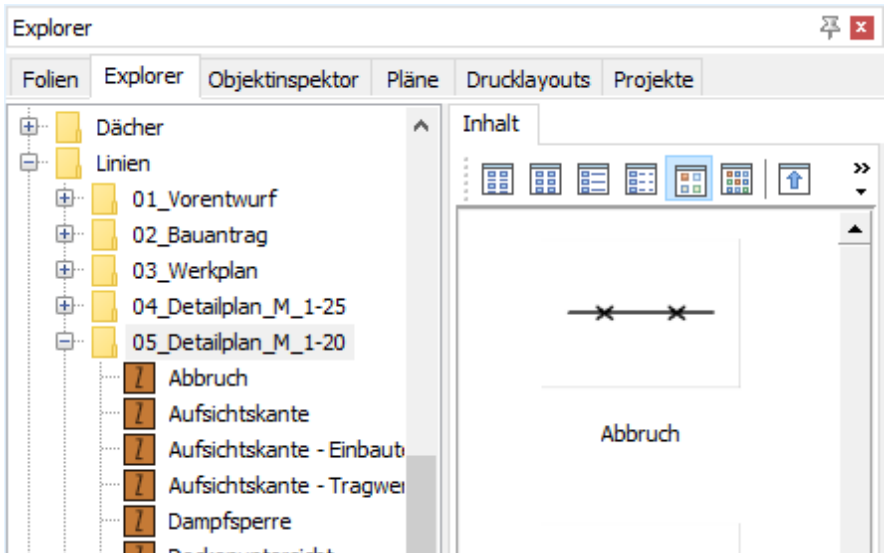 Explorer
Folien Explorer Objektinspektor Pläne Drucklayouts Projekte
Dächer
Linien
01_Vorentwurf
02_Bauantrag
03_Werkplan
04_Detailplan_M_1-25
05_Detailplan_M_1-20
Abbruch
Aufsichtskante
Aufsichtskante - Einbaut
Aufsichtskante - Tragwer
Dampfsperre
Inhalt
Abbruch